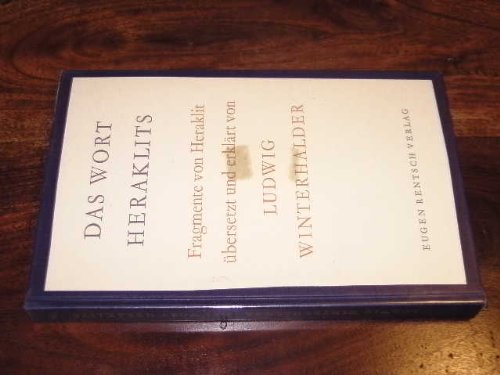 DAS WORT
HERAKLITS
Fragmente von Heraklit
übersetzt und erklärt von
LUDWIG
WINTERHALDER
EUGEN RENTSCH VERLAG